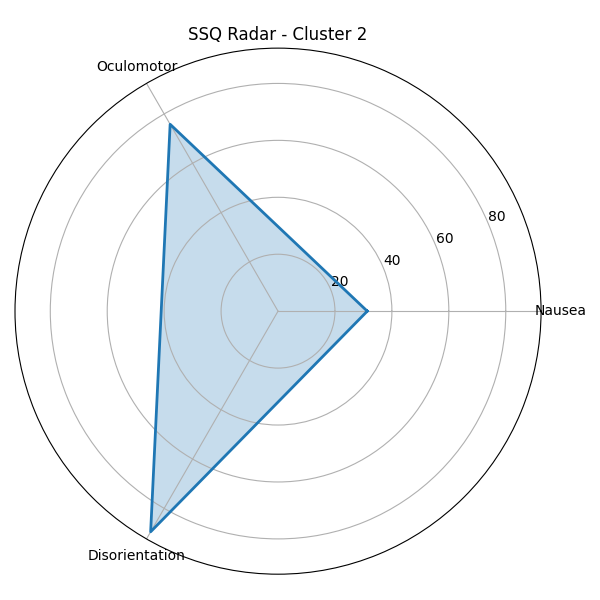 SSQ Radar - Cluster 2
Oculomotor
80
60
40
20
Nausea
Disorientation